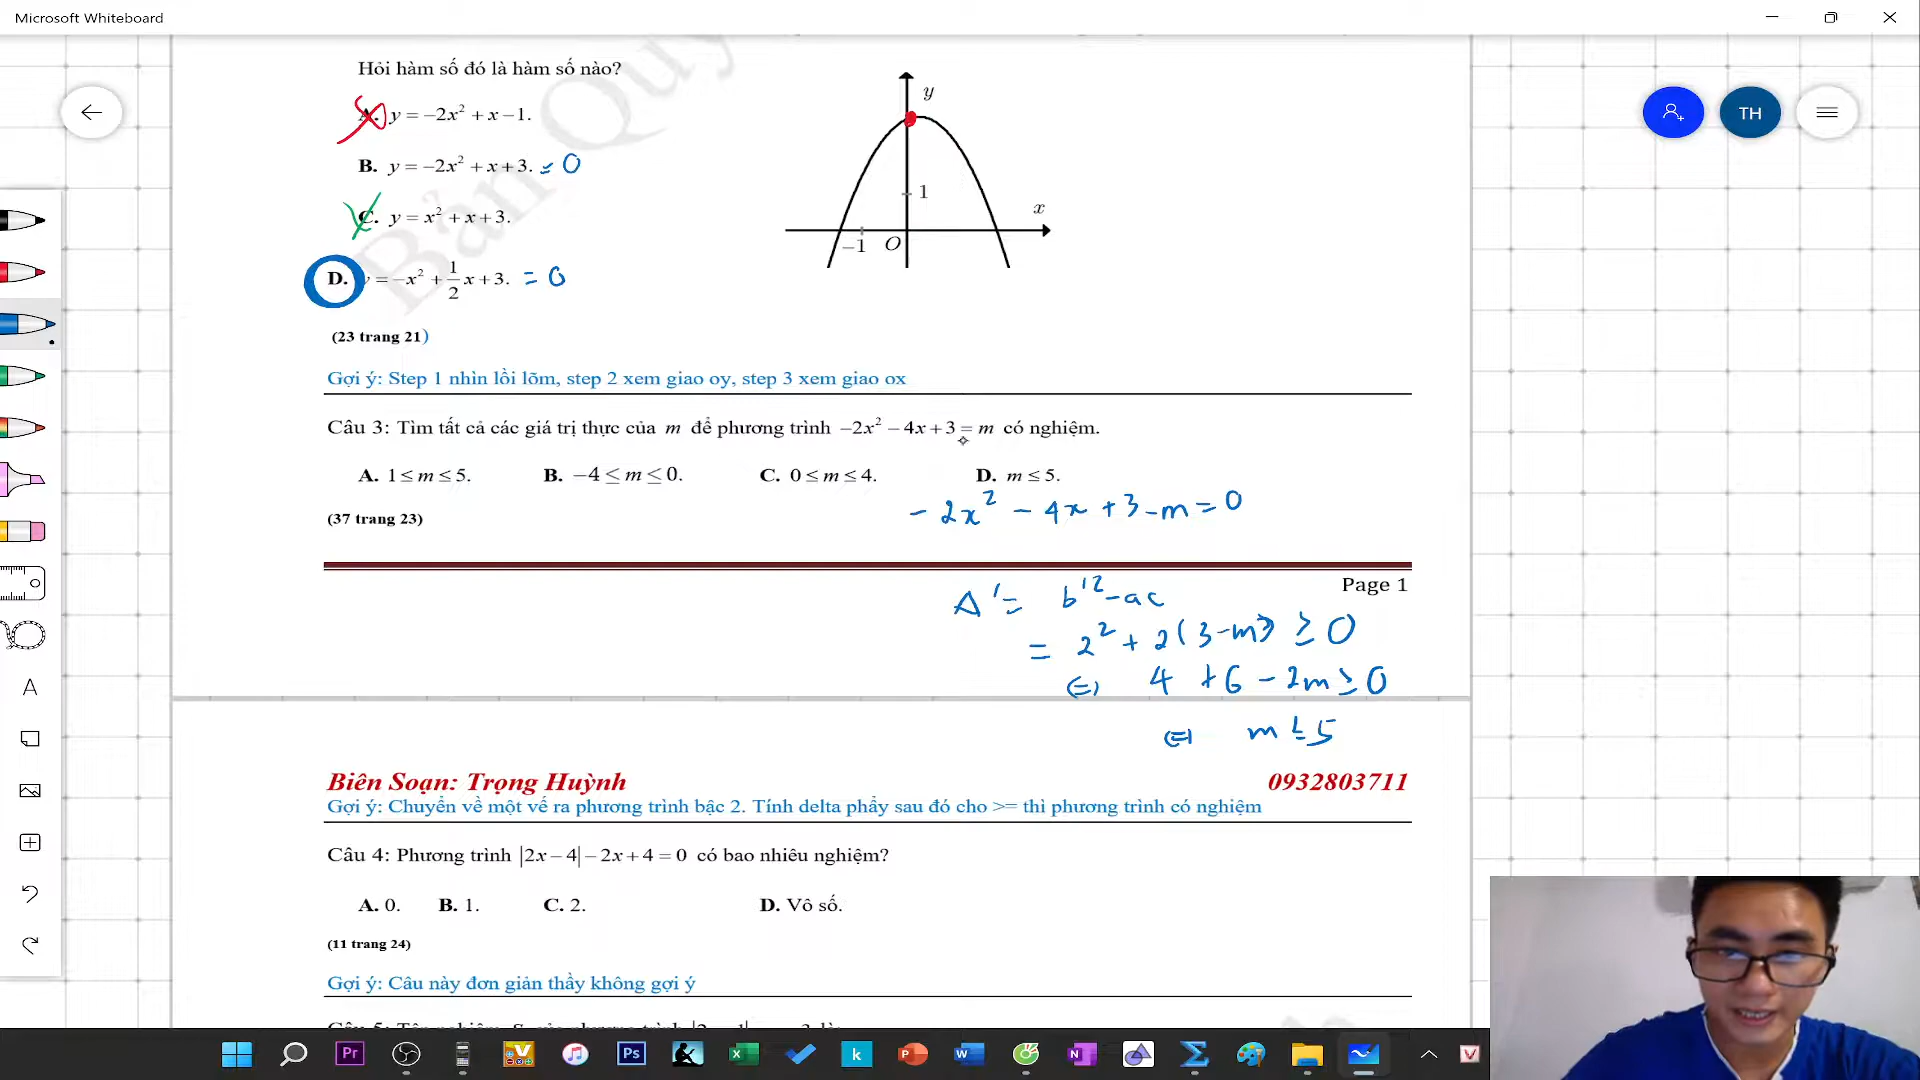 Microsoft Whiteboard
Hỏi hàm số đó là hàm số nào?
A. y = −2x² + x − 1.
B. y = −2x² + x + 3. = 0
C. y = x² + x + 3.
D. y = −x² + 1/2 x + 3. = 0
y
1
x
−1 O
TH
(23 trang 21)
Gợi ý: Step 1 nhìn lồi lõm, step 2 xem giao oy, step 3 xem giao ox
Câu 3: Tìm tất cả các giá trị thực của m để phương trình −2x² − 4x + 3 = m có nghiệm.
A. 1 ≤ m ≤ 5. B. −4 ≤ m ≤ 0. C. 0 ≤ m ≤ 4. D. m ≤ 5.
- 2x² - 4x + 3 - m = 0
(37 trang 23)
Page 1
Δ' = b'² - ac
= 2² + 2(3 - m) ≥ 0
⇔ 4 + 6 - 2m ≥ 0
⇔ m ≤ 5
Biên Soạn: Trọng Huỳnh 0932803711
Gợi ý: Chuyển về một vế ra phương trình bậc 2. Tính delta phẩy sau đó cho >= thì phương trình có nghiệm
Câu 4: Phương trình |2x − 4| − 2x + 4 = 0 có bao nhiêu nghiệm?
A. 0. B. 1. C. 2. D. Vô số.
(11 trang 24)
Gợi ý: Câu này đơn giản thầy không gợi ý